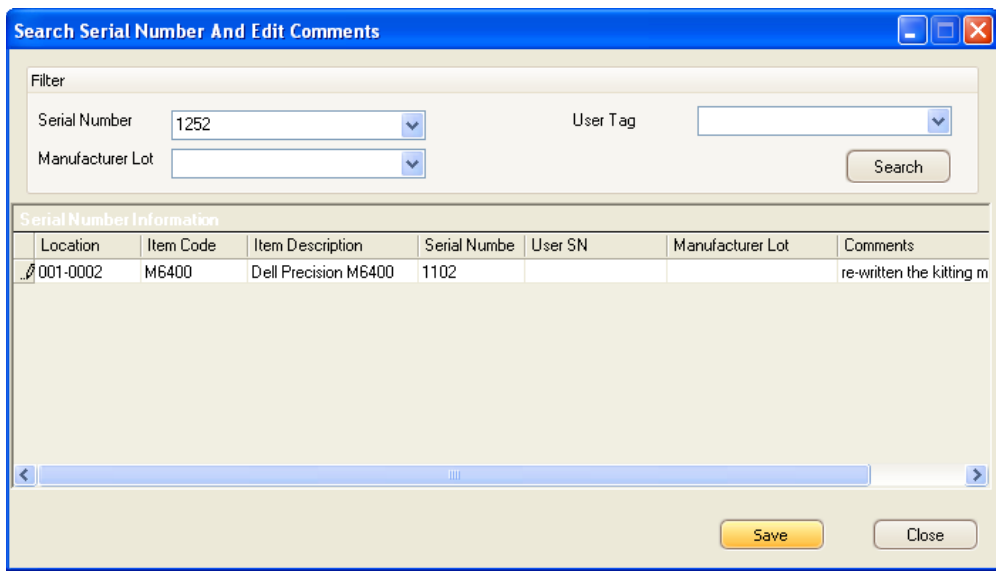 Search Serial Number And Edit Comments
Filter
Serial Number 1252 User Tag
Manufacturer Lot
Search
Serial Number Information
Location Item Code Item Description Serial Numbe User SN Manufacturer Lot Comments
001-0002 M6400 Dell Precision M6400 1102 re-written the kitting m
Save Close